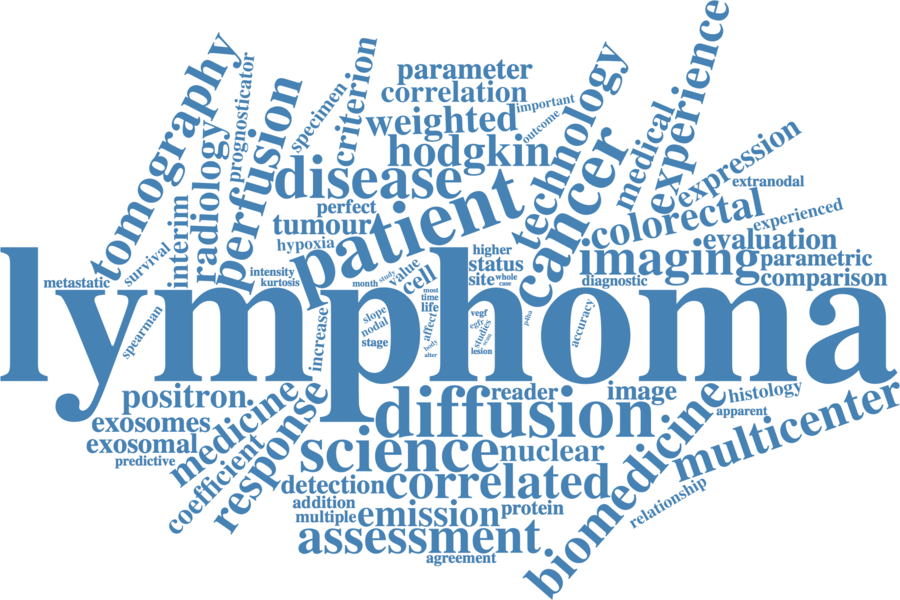 experience
tomography
prognosticator
criterion
technology
parameter
correlation
specimen
important
outcome
weighted
perfusion
radiology
hodgkin
medical
cancer
expression
disease
extranodal
patient
interim
perfect
tumour
colorectal
experienced
survival
hypoxia
evaluation
higher
imaging
parametric
status
metastatic
intensity
kurtosis
month
study
value
cell
site
whole
case
diagnostic
comparison
lymphoma
spearman
increase
slope
nodal
stage
most
time
life
affect
body
alter
vegf
egfr
studies
scan
lesion
p4ha
accuracy
positron
medicine
reader
image
histology
exosomes
diffusion
apparent
exosomal
response
multicenter
predictive
coefficient
science
nuclear
biomedicine
detection
correlated
relationship
addition
multiple
emission
protein
assessment
agreement